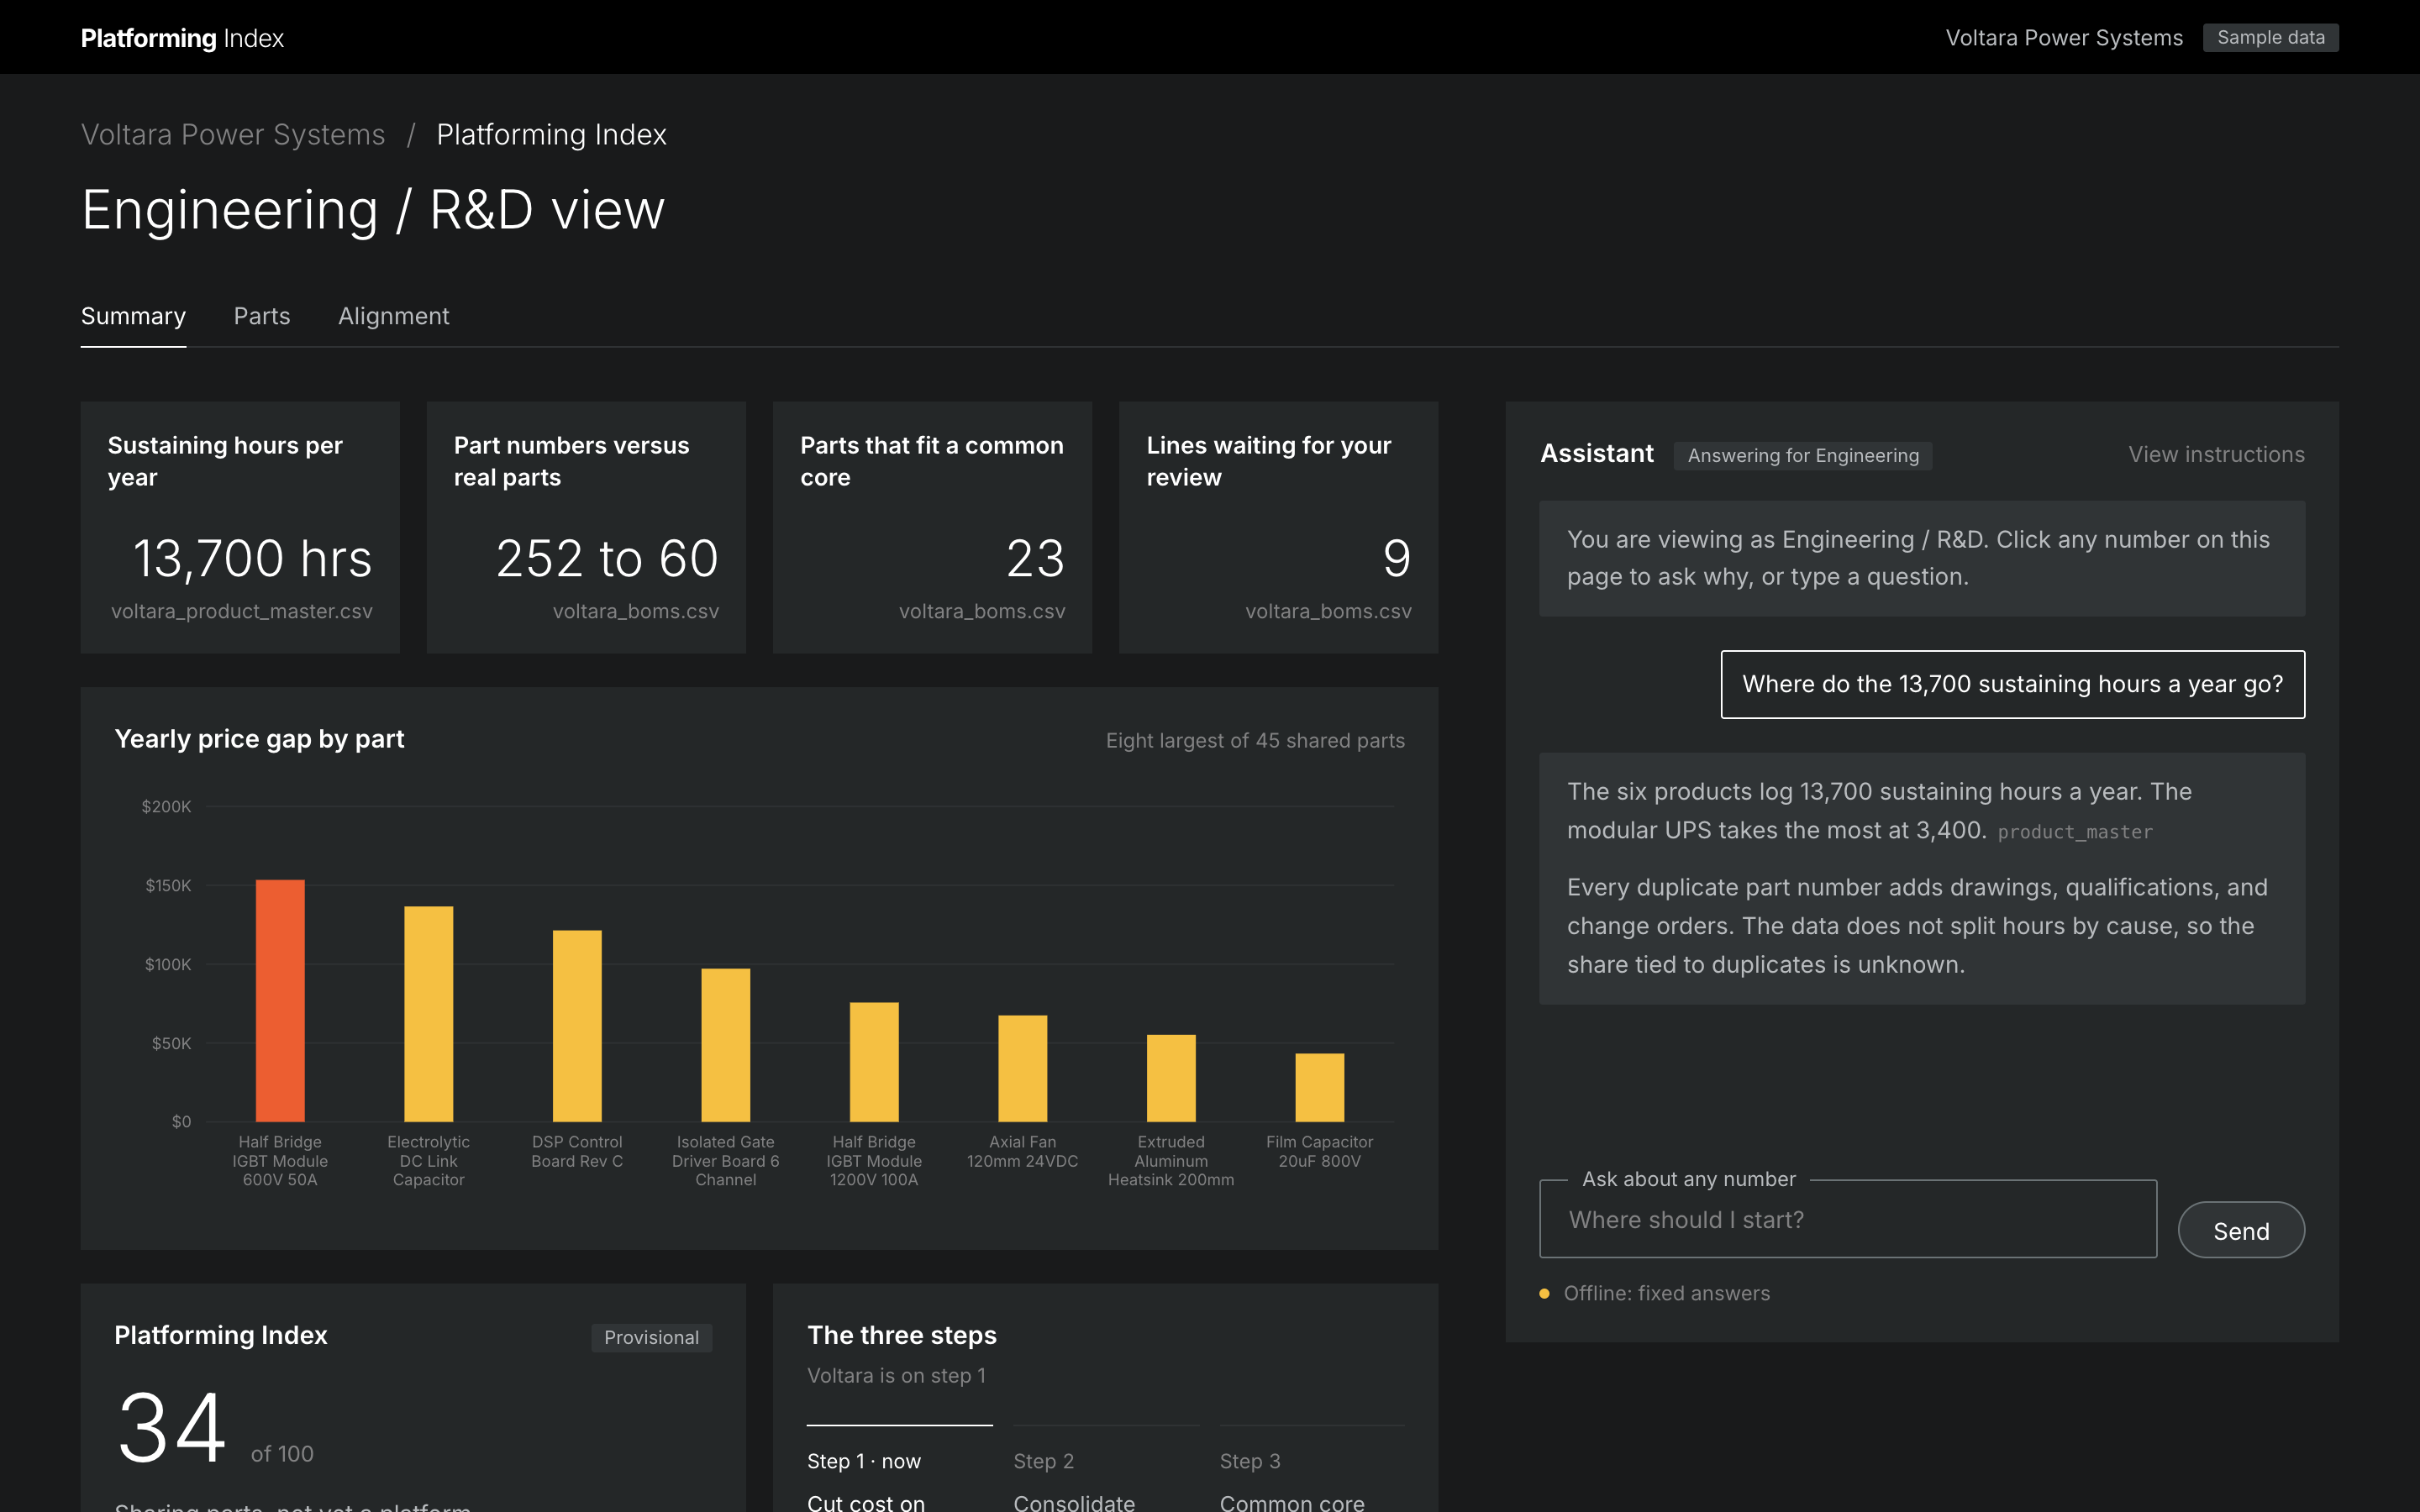 Platforming Index
Voltara Power Systems
Sample data
Voltara Power Systems / Platforming Index
Engineering / R&D view
Summary
Parts
Alignment
Sustaining hours per
year
13,700 hrs
voltara_product_master.csv
Part numbers versus
real parts
252 to 60
voltara_boms.csv
Parts that fit a common
core
23
voltara_boms.csv
Lines waiting for your
review
9
voltara_boms.csv
Yearly price gap by part
Eight largest of 45 shared parts
$200K
$150K
$100K
$50K
$0
Half Bridge
IGBT Module
600V 50A
Electrolytic
DC Link
Capacitor
DSP Control
Board Rev C
Isolated Gate
Driver Board 6
Channel
Half Bridge
IGBT Module
1200V 100A
Axial Fan
120mm 24VDC
Extruded
Aluminum
Heatsink 200mm
Film Capacitor
20uF 800V
Platforming Index
Provisional
34 of 100
Sharing parts, not yet a platform
The three steps
Voltara is on step 1
Step 1 · now
Cut cost on
Step 2
Consolidate
Step 3
Common core
Assistant
Answering for Engineering
View instructions
You are viewing as Engineering / R&D. Click any number on this
page to ask why, or type a question.
Where do the 13,700 sustaining hours a year go?
The six products log 13,700 sustaining hours a year. The
modular UPS takes the most at 3,400. product_master
Every duplicate part number adds drawings, qualifications, and
change orders. The data does not split hours by cause, so the
share tied to duplicates is unknown.
Ask about any number
Where should I start?
Send
Offline: fixed answers